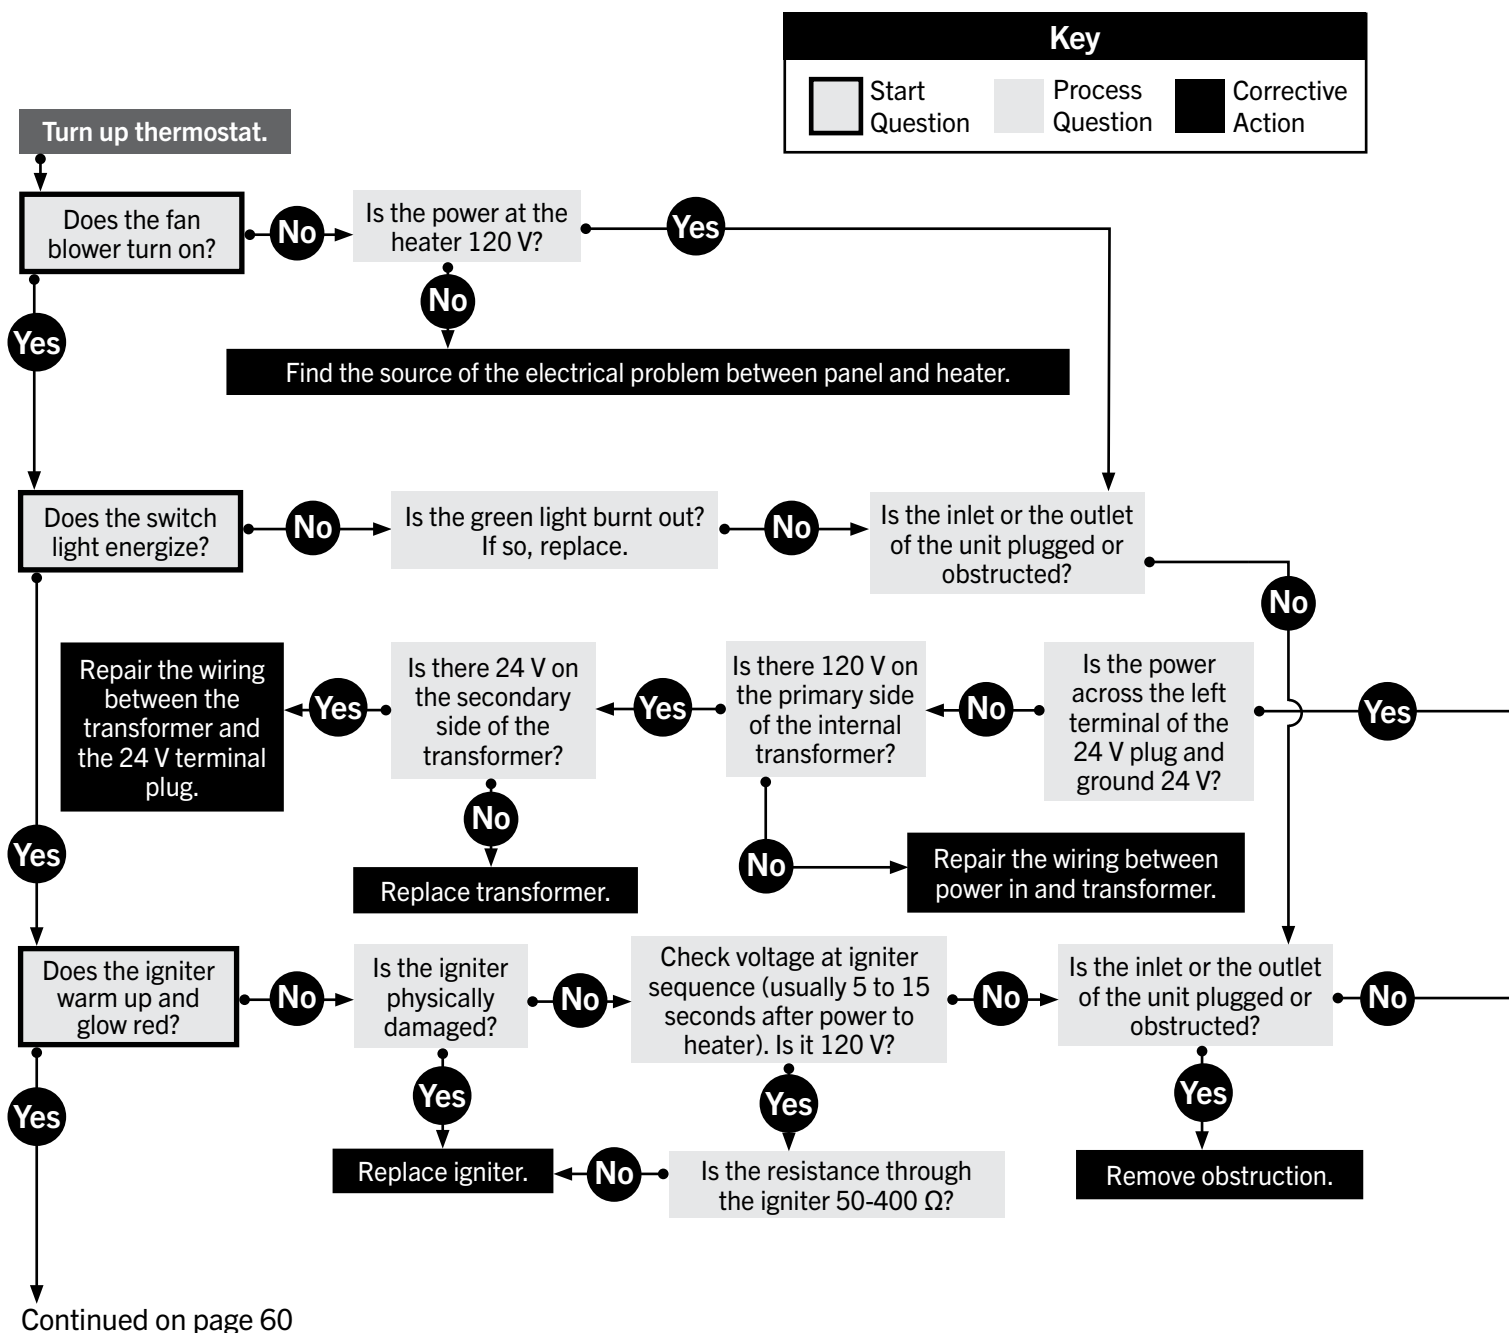 Key
Start
Question
Process
Question
Corrective
Action
Turn up thermostat.
Does the fan
blower turn on?
No
Is the power at the
heater 120 V?
Yes
No
Yes
Find the source of the electrical problem between panel and heater.
Does the switch
light energize?
No
Is the green light burnt out?
If so, replace.
No
Is the inlet or the outlet
of the unit plugged or
obstructed?
No
Repair the wiring
between the
transformer and
the 24 V terminal
plug.
Yes
Is there 24 V on
the secondary
side of the
transformer?
Yes
Is there 120 V on
the primary side
of the internal
transformer?
No
Is the power
across the left
terminal of the
24 V plug and
ground 24 V?
Yes
No
No
Yes
Replace transformer.
Repair the wiring between
power in and transformer.
Does the igniter
warm up and
glow red?
No
Is the igniter
physically
damaged?
No
Check voltage at igniter
sequence (usually 5 to 15
seconds after power to
heater). Is it 120 V?
No
Is the inlet or the outlet
of the unit plugged or
obstructed?
No
Yes
Yes
Yes
Yes
Replace igniter.
No
Is the resistance through
the igniter 50-400 Ω?
Remove obstruction.
Continued on page 60